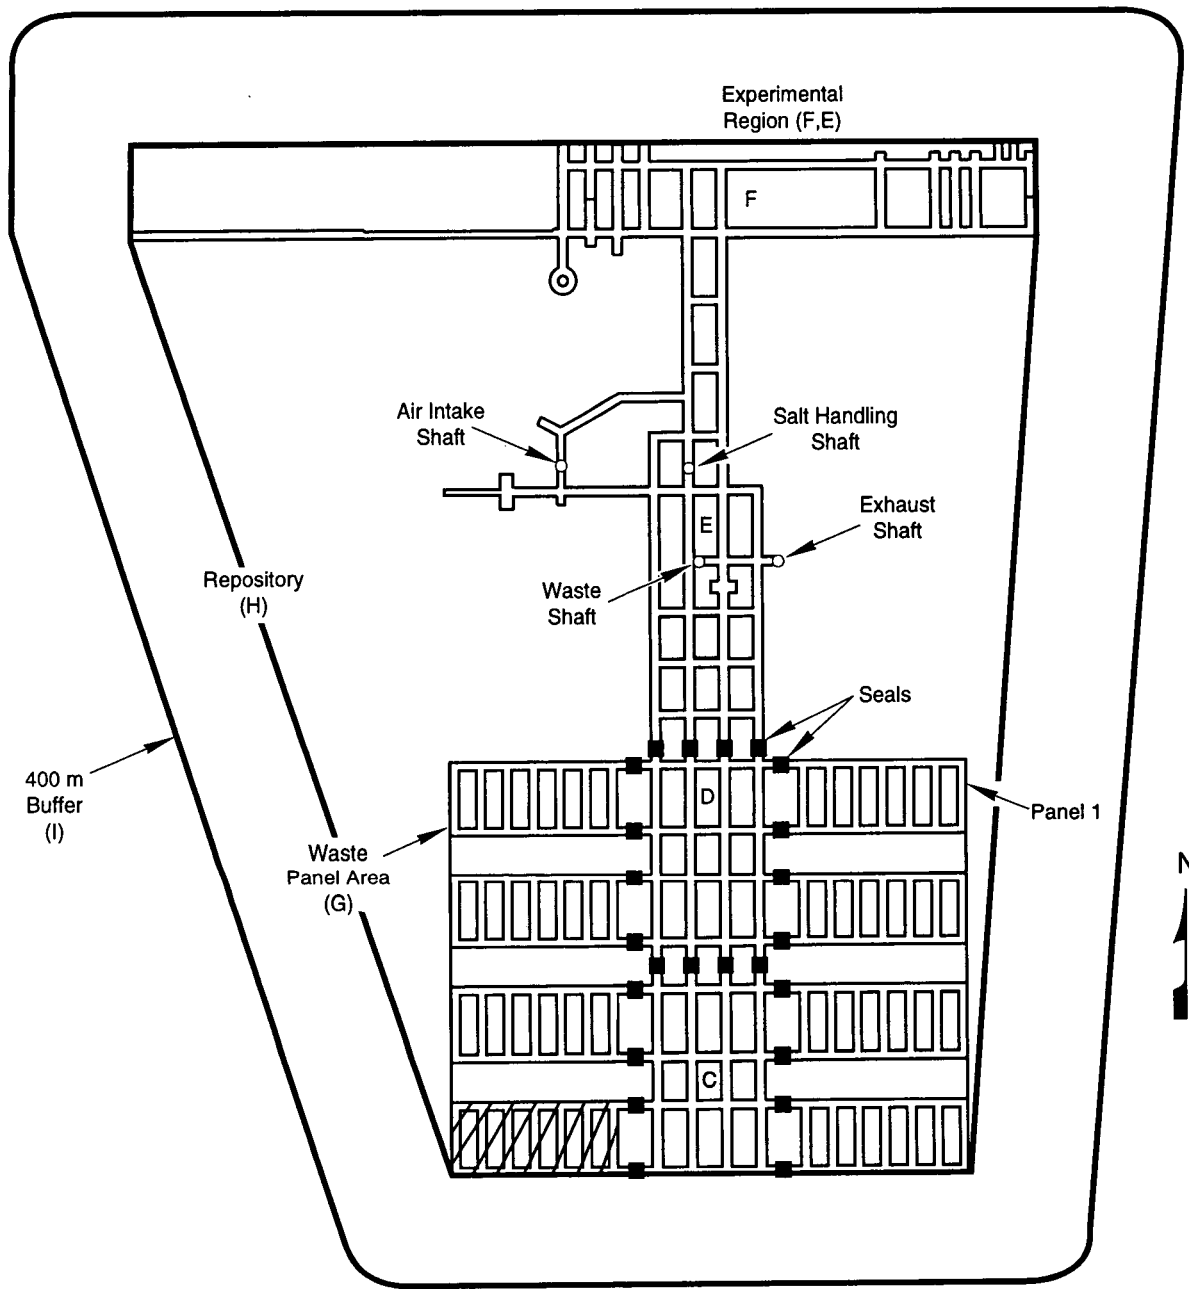 Experimental
Region (F,E)
F
Air Intake
Shaft
Salt Handling
Shaft
E
Exhaust
Shaft
Waste
Shaft
Repository
(H)
Seals
400 m
Buffer
(I)
D
Panel 1
Waste
Panel Area
(G)
N
C